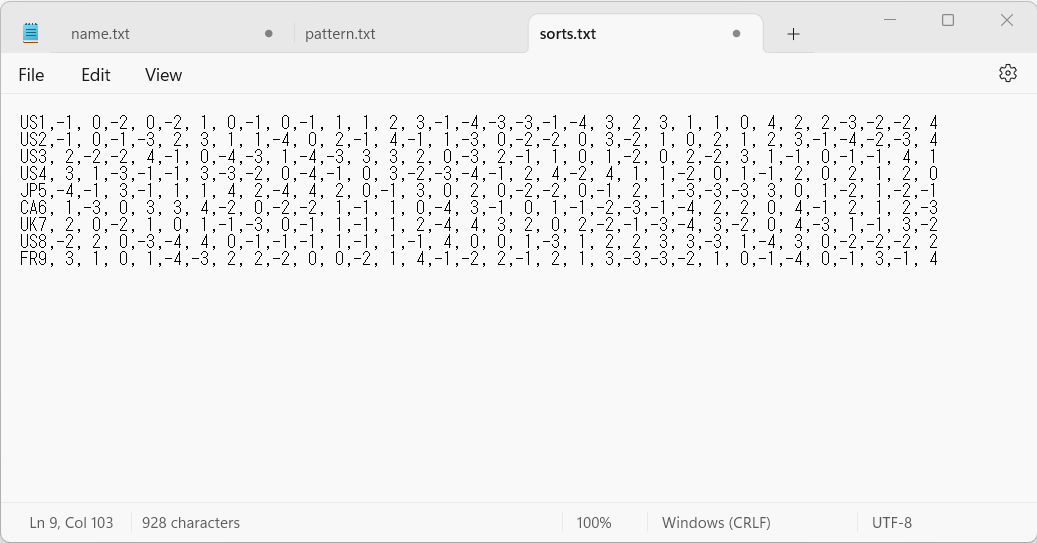 name.txt pattern.txt sorts.txt
File Edit View
US1,-1, 0,-2, 0,-2, 1, 0,-1, 0,-1, 1, 1, 2, 3,-1,-4,-3,-3,-1,-4, 3, 2, 3, 1, 1, 0, 4, 2, 2,-3,-2,-2, 4
US2,-1, 0,-1,-3, 2, 3, 1, 1,-4, 0, 2,-1, 4,-1, 1,-3, 0,-2,-2, 0, 3,-2, 1, 0, 2, 1, 2, 3,-1,-4,-2,-3, 4
US3, 2,-2,-2, 4,-1, 0,-4,-3, 1,-4,-3, 3, 3, 2, 0,-3, 2,-1, 1, 0, 1,-2, 0, 2,-2, 3, 1,-1, 0,-1,-1, 4, 1
US4, 3, 1,-3,-1,-1, 3,-3,-2, 0,-4,-1, 0, 3,-2,-3,-4,-1, 2, 4,-2, 4, 1, 1,-2, 0, 1,-1, 2, 0, 2, 1, 2, 0
JP5,-4,-1, 3,-1, 1, 1, 4, 2,-4, 4, 2, 0,-1, 3, 0, 2, 0,-2,-2, 0,-1, 2, 1,-3,-3,-3, 3, 0, 1,-2, 1,-2,-1
CA6, 1,-3, 0, 3, 3, 4,-2, 0,-2,-2, 1,-1, 1, 0,-4, 3,-1, 0, 1,-1,-2,-3,-1,-4, 2, 2, 0, 4,-1, 2, 1, 2,-3
UK7, 2, 0,-2, 1, 0, 1,-1,-3, 0,-1, 1,-1, 1, 2,-4, 4, 3, 2, 0, 2,-2,-1,-3,-4, 3,-2, 0, 4,-3, 1,-1, 3,-2
US8,-2, 2, 0,-3,-4, 4, 0,-1,-1,-1, 1,-1, 1,-1, 4, 0, 0, 1,-3, 1, 2, 2, 3, 3,-3, 1,-4, 3, 0,-2,-2,-2, 2
FR9, 3, 1, 0, 1,-4,-3, 2, 2,-2, 0, 0,-2, 1, 4,-1,-2, 2,-1, 2, 1, 3,-3,-3,-2, 1, 0,-1,-4, 0,-1, 3,-1, 4
Ln 9, Col 103 928 characters 100% Windows (CRLF) UTF-8